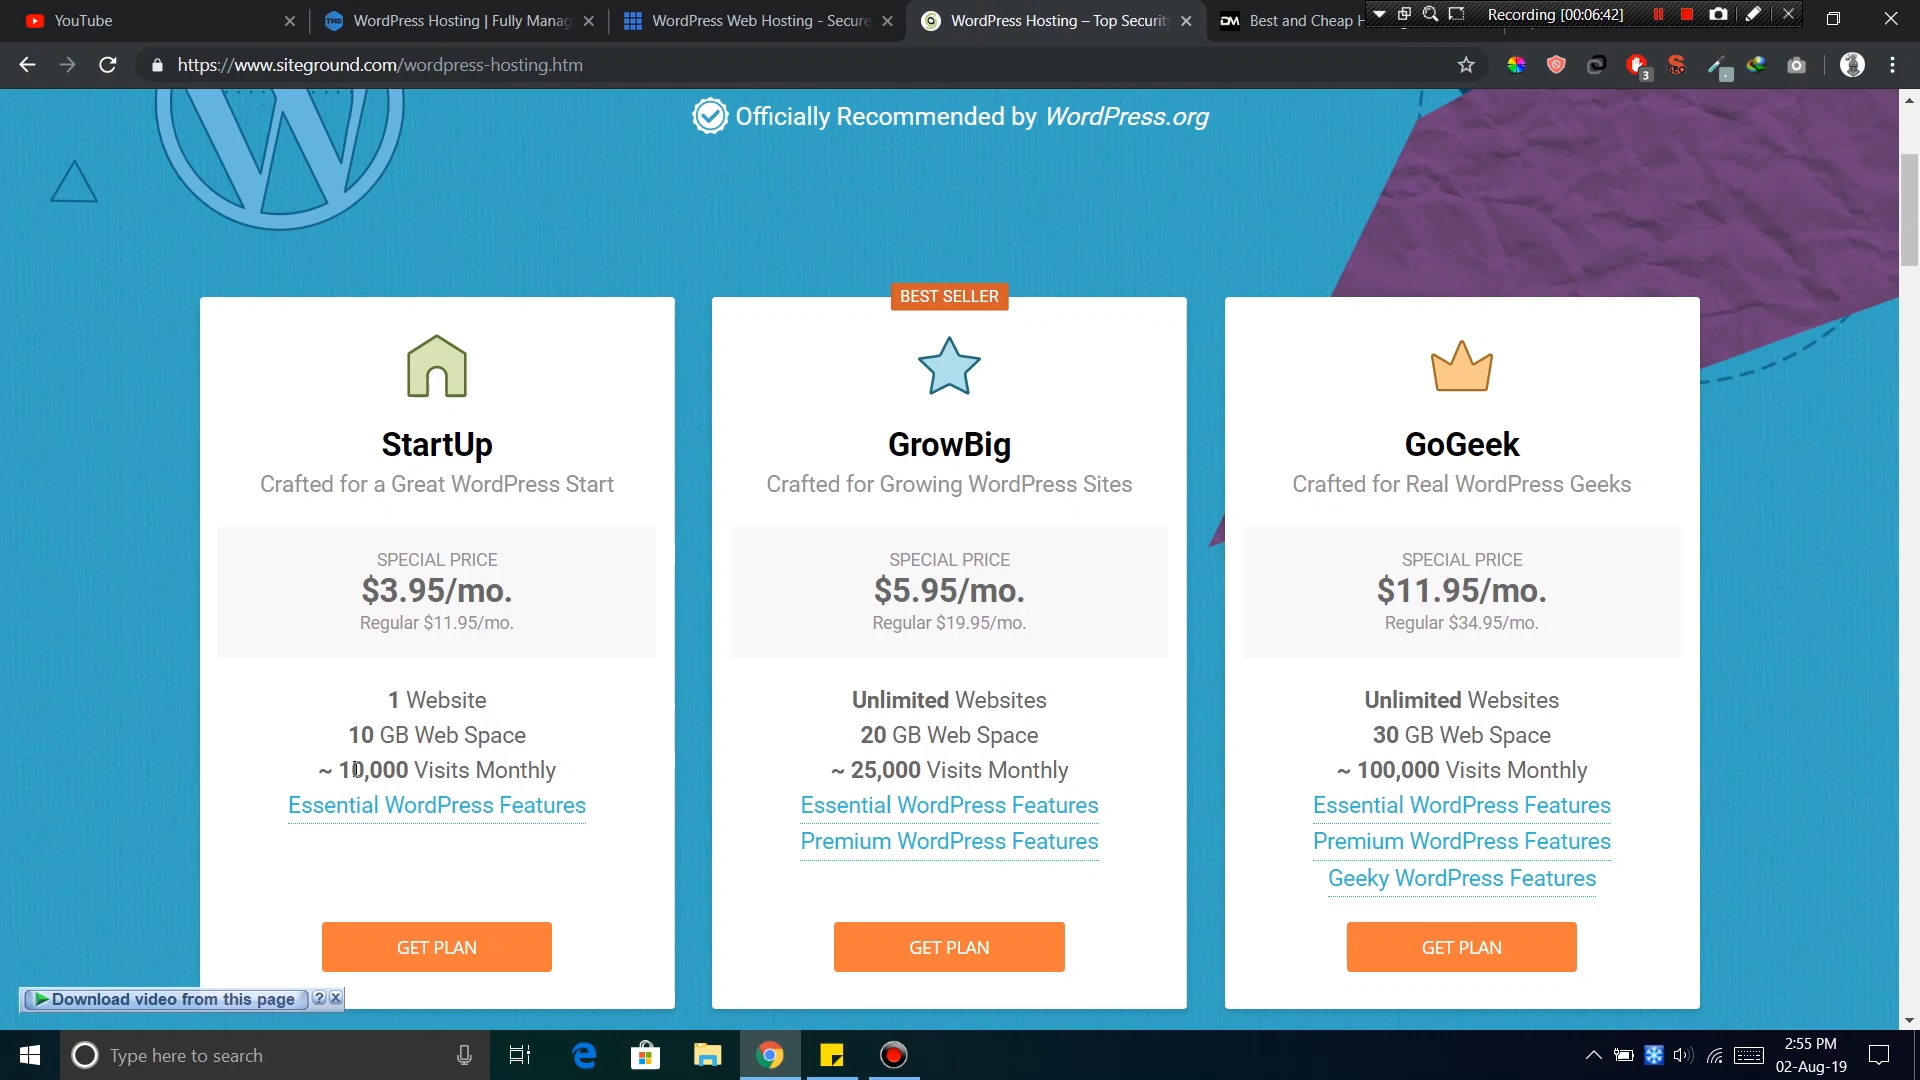 YouTube
WordPress Hosting | Fully Manag
WordPress Web Hosting - Secure
WordPress Hosting – Top Securit
DM
Best and Cheap H
Recording [00:06:42]
https://www.siteground.com/wordpress-hosting.htm
3
SEO
Officially Recommended by WordPress.org
BEST SELLER
StartUp
Crafted for a Great WordPress Start
SPECIAL PRICE
$3.95/mo.
Regular $11.95/mo.
1 Website
10 GB Web Space
~ 10,000 Visits Monthly
Essential WordPress Features
GET PLAN
GrowBig
Crafted for Growing WordPress Sites
SPECIAL PRICE
$5.95/mo.
Regular $19.95/mo.
Unlimited Websites
20 GB Web Space
~ 25,000 Visits Monthly
Essential WordPress Features
Premium WordPress Features
GET PLAN
GoGeek
Crafted for Real WordPress Geeks
SPECIAL PRICE
$11.95/mo.
Regular $34.95/mo.
Unlimited Websites
30 GB Web Space
~ 100,000 Visits Monthly
Essential WordPress Features
Premium WordPress Features
Geeky WordPress Features
GET PLAN
Download video from this page
?
X
Type here to search
2:55 PM
02-Aug-19